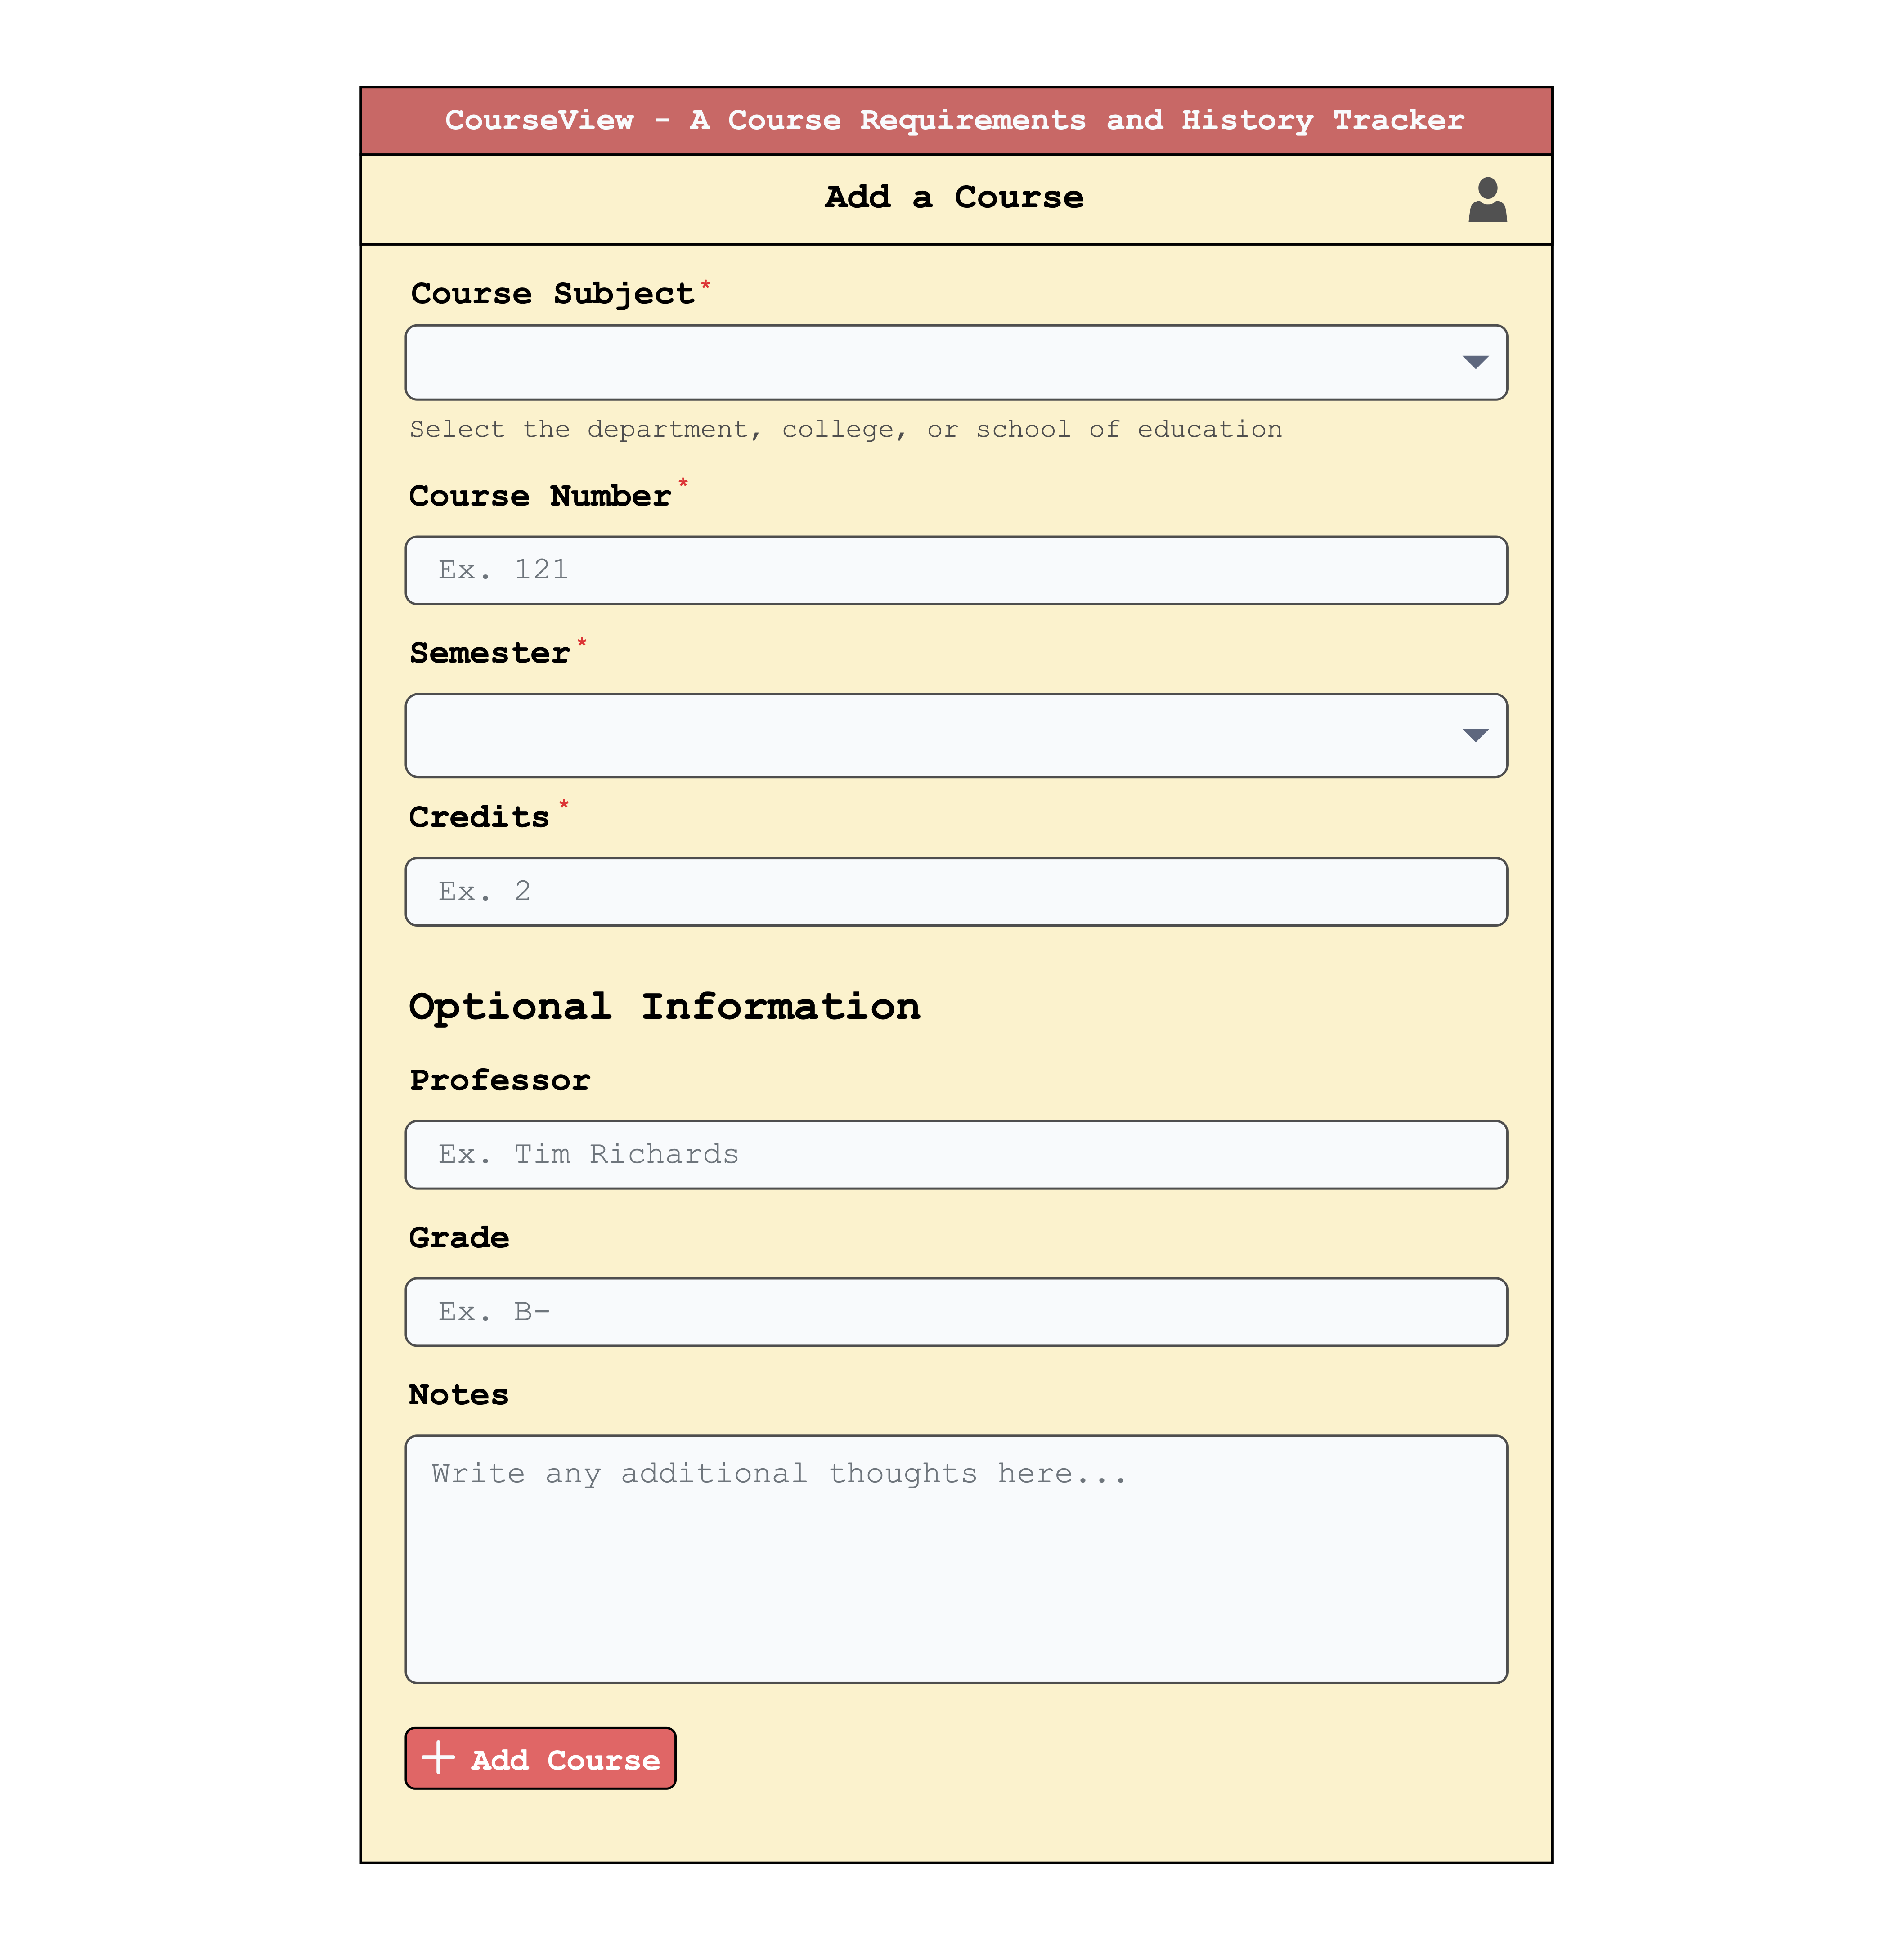 CourseView - A Course Requirements and History Tracker
Add a Course
Course Subject*
Select the department, college, or school of education
Course Number*
Ex. 121
Semester*
Credits*
Ex. 2
Optional Information
Professor
Ex. Tim Richards
Grade
Ex. B-
Notes
Write any additional thoughts here...
+ Add Course